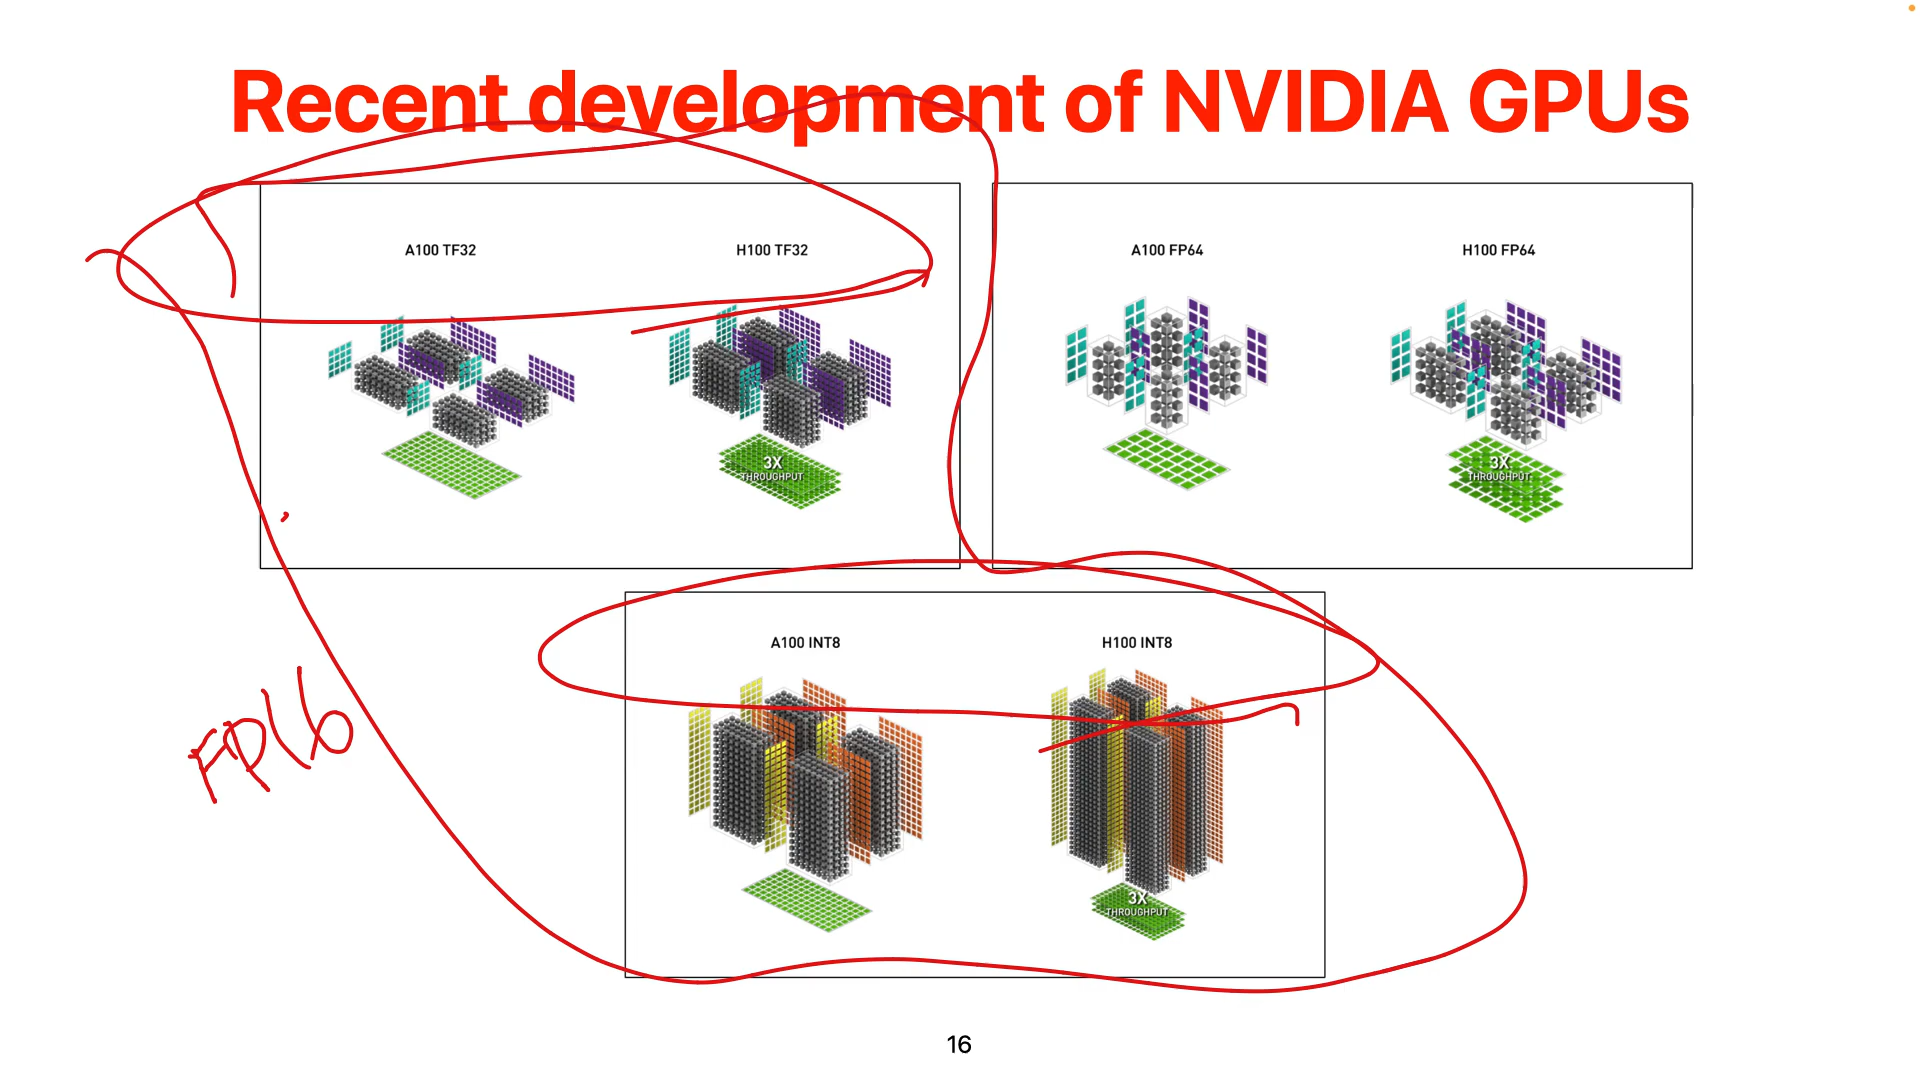 Recent development of NVIDIA GPUs
A100 TF32
H100 TF32
A100 FP64
H100 FP64
3X
THROUGHPUT
3X
THROUGHPUT
A100 INT8
H100 INT8
FP16
3X
THROUGHPUT
16